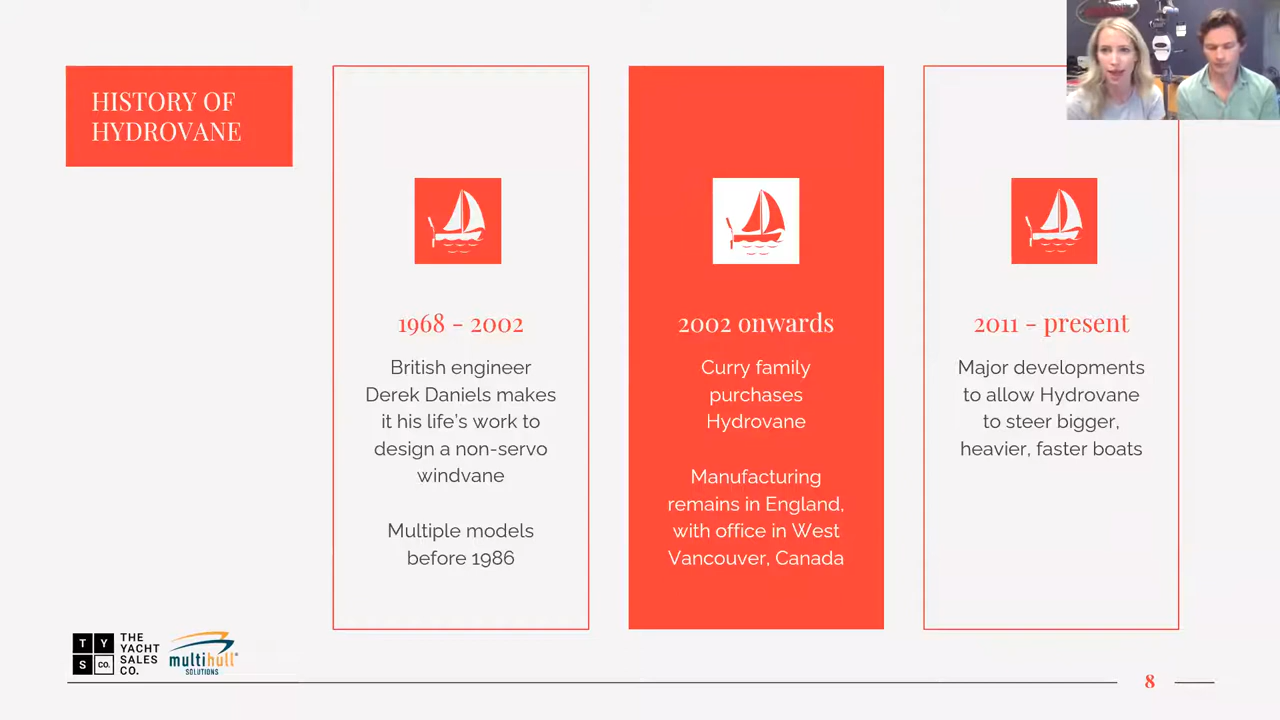 HISTORY OF
HYDROVANE
1968 - 2002
British engineer
Derek Daniels makes
it his life's work to
design a non-servo
windvane
Multiple models
before 1986
2002 onwards
Curry family
purchases
Hydrovane
Manufacturing
remains in England,
with office in West
Vancouver, Canada
2011 - present
Major developments
to allow Hydrovane
to steer bigger,
heavier, faster boats
T Y
S CO.
THE
YACHT
SALES
CO.
multihull
SOLUTIONS
8